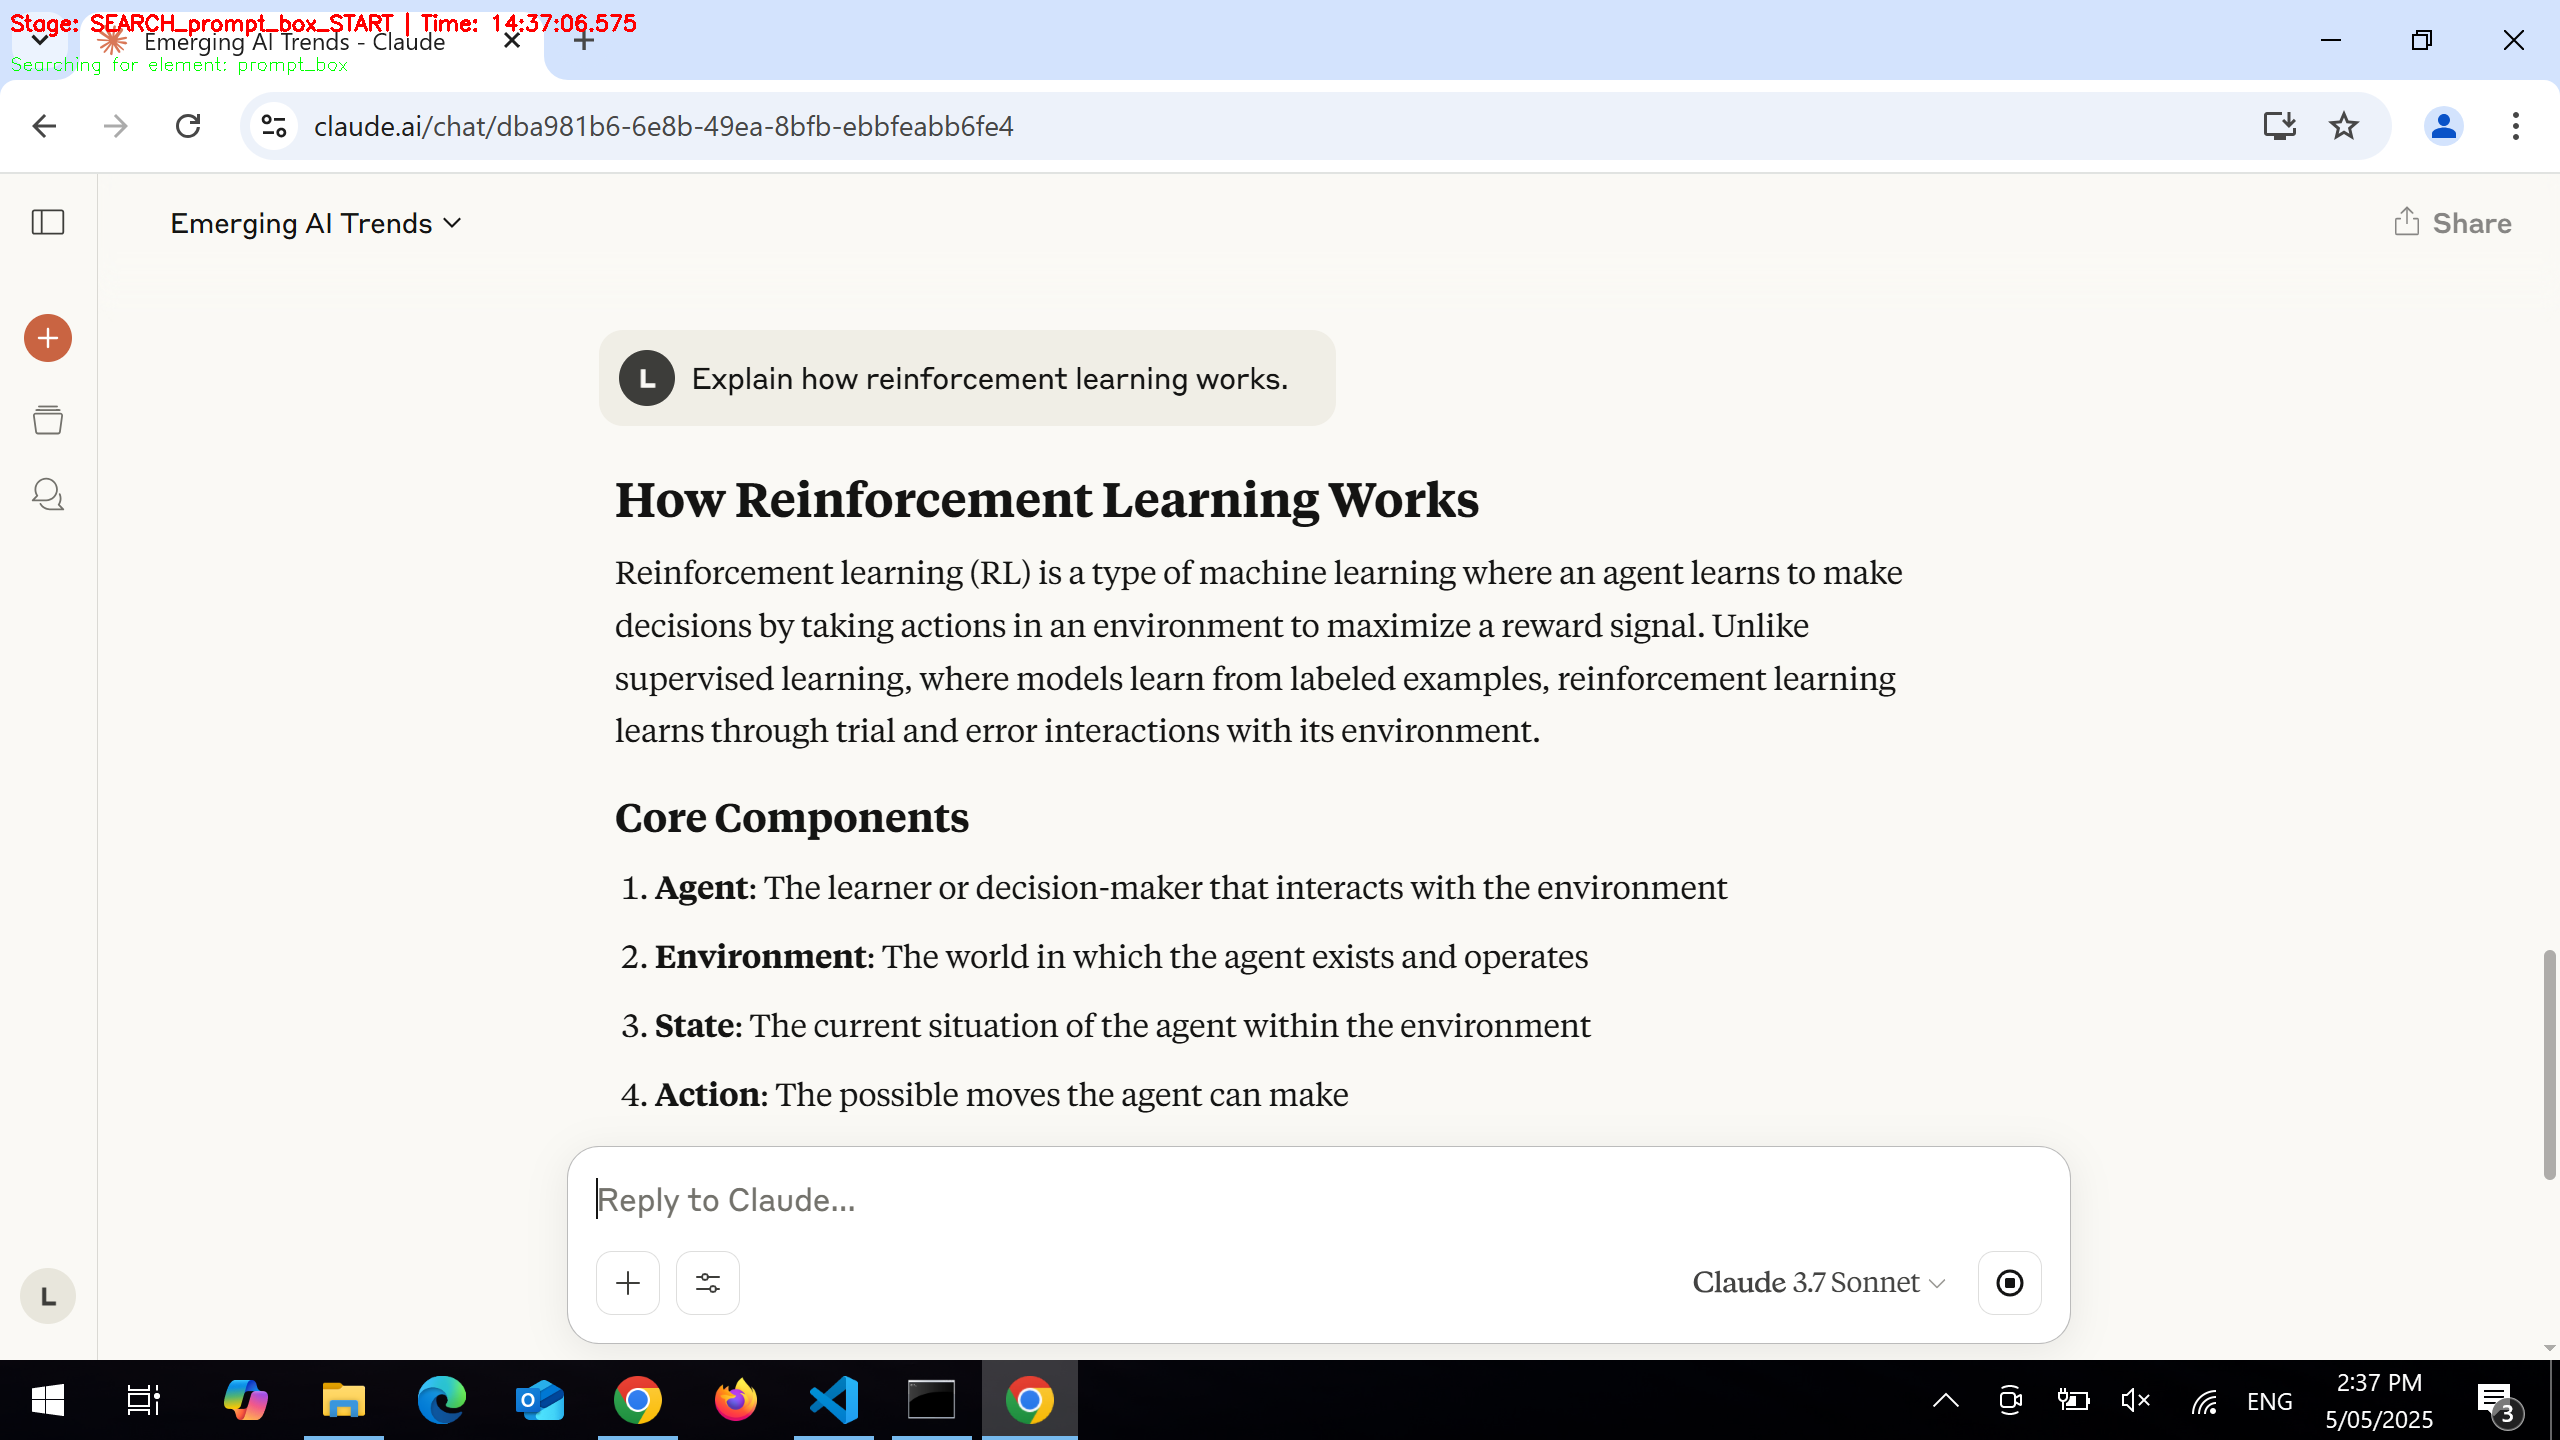 Stage: SEARCH_prompt_box_START | Time: 14:37:06.575
Emerging AI Trends - Claude
Searching for element: prompt_box
claude.ai/chat/dba981b6-6e8b-49ea-8bfb-ebbfeabb6fe4
Emerging AI Trends
Share
L
Explain how reinforcement learning works.
How Reinforcement Learning Works
Reinforcement learning (RL) is a type of machine learning where an agent learns to make
decisions by taking actions in an environment to maximize a reward signal. Unlike
supervised learning, where models learn from labeled examples, reinforcement learning
learns through trial and error interactions with its environment.
Core Components
1. Agent: The learner or decision-maker that interacts with the environment
2. Environment: The world in which the agent exists and operates
3. State: The current situation of the agent within the environment
4. Action: The possible moves the agent can make
Reply to Claude...
Claude 3.7 Sonnet
L
ENG
2:37 PM
5/05/2025
3